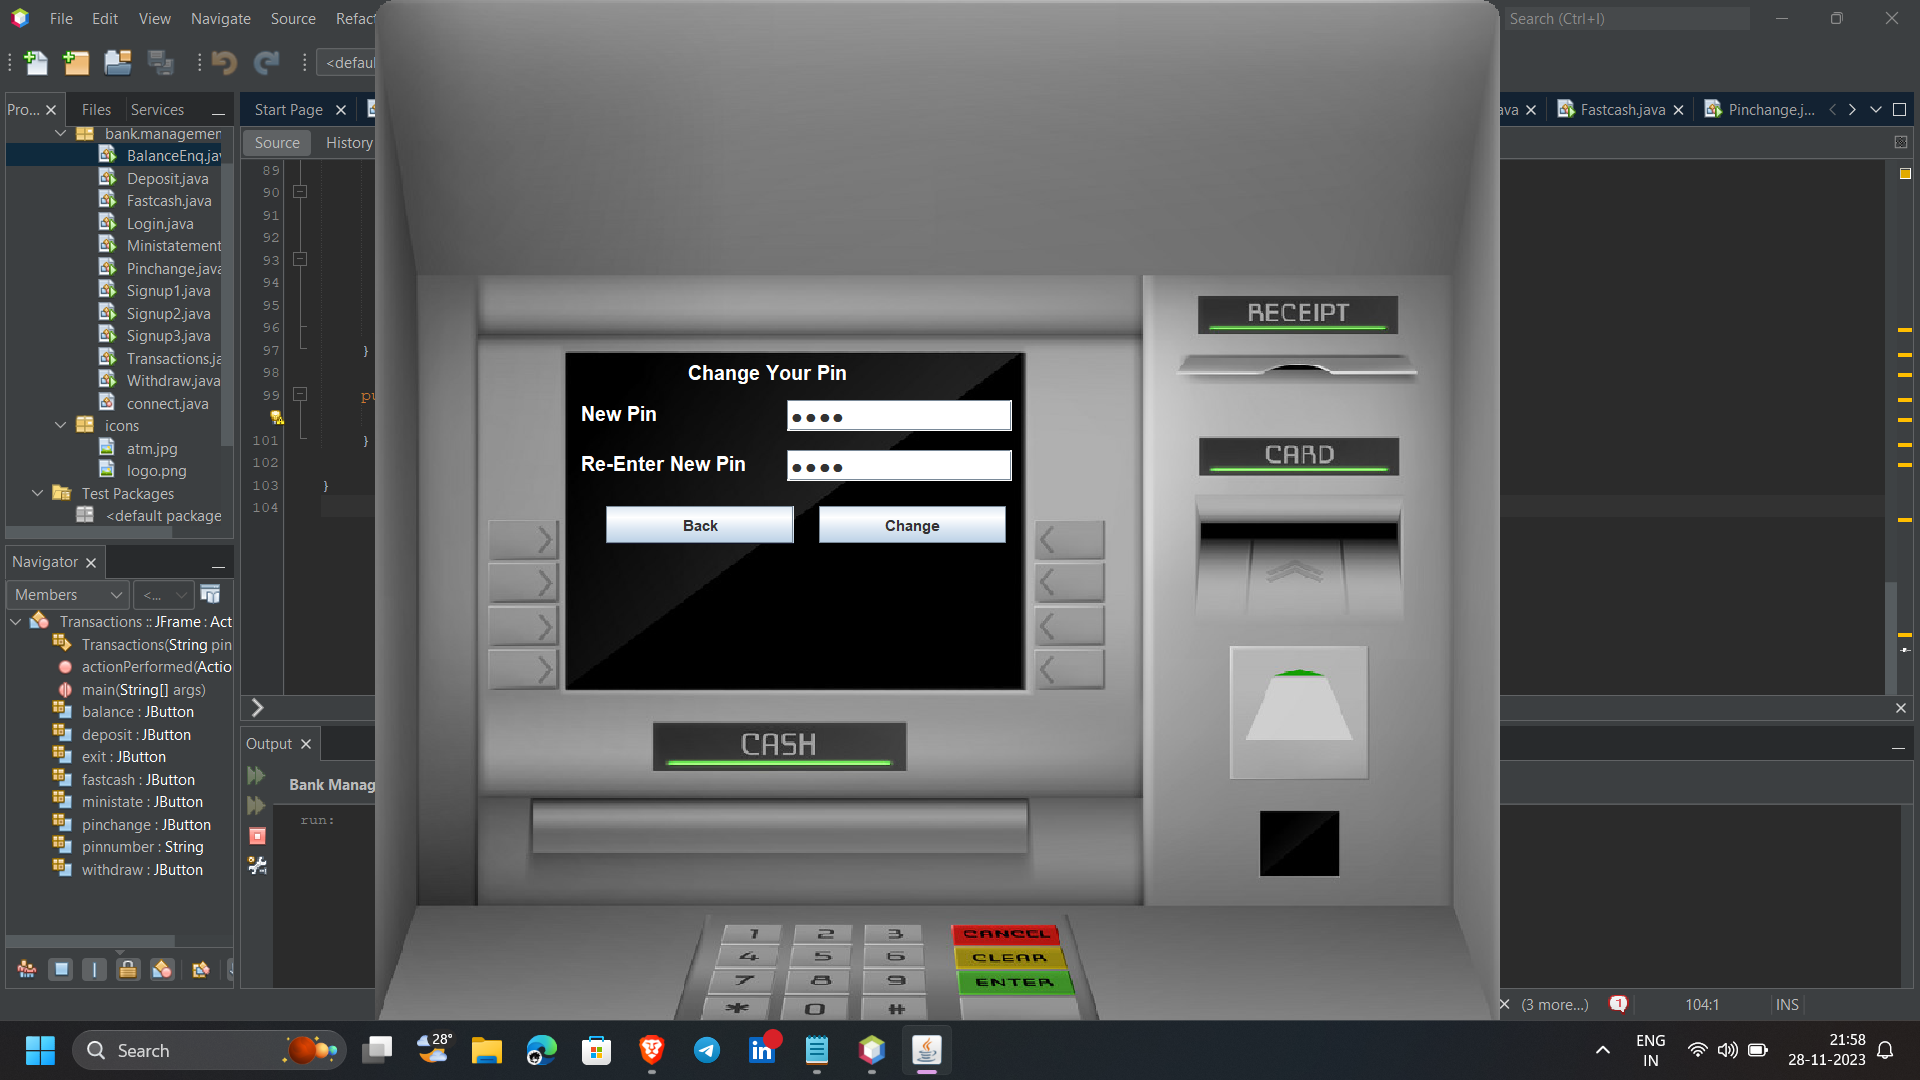 File Edit View Navigate Source Refact
Search (Ctrl+I)
<defaul
Pro... Files Services
Start Page
ava Fastcash.java Pinchange.j...
Source History
bank.managemen
BalanceEnq.jav
Deposit.java
Fastcash.java
Login.java
Ministatement
Pinchange.java
Signup1.java
Signup2.java
Signup3.java
Transactions.ja
Withdraw.java
connect.java
icons
atm.jpg
logo.png
Test Packages
<default package
89
90
91
92
93
94
95
96
97 }
98
99 pu
101 }
102
103 }
104
Navigator
Members <...
Transactions :: JFrame : Act
Transactions(String pin
actionPerformed(Actio
main(String[] args)
balance : JButton
deposit : JButton
exit : JButton
fastcash : JButton
ministate : JButton
pinchange : JButton
pinnumber : String
withdraw : JButton
Output
Bank Manag
run:
Change Your Pin
New Pin
Re-Enter New Pin
Back Change
RECEIPT
CARD
CASH
1 2 3 CANCEL
4 5 6 CLEAR
7 8 9 ENTER
* 0 #
(3 more...) 1 104:1 INS
Search
28°
in
ENG
IN
21:58
28-11-2023